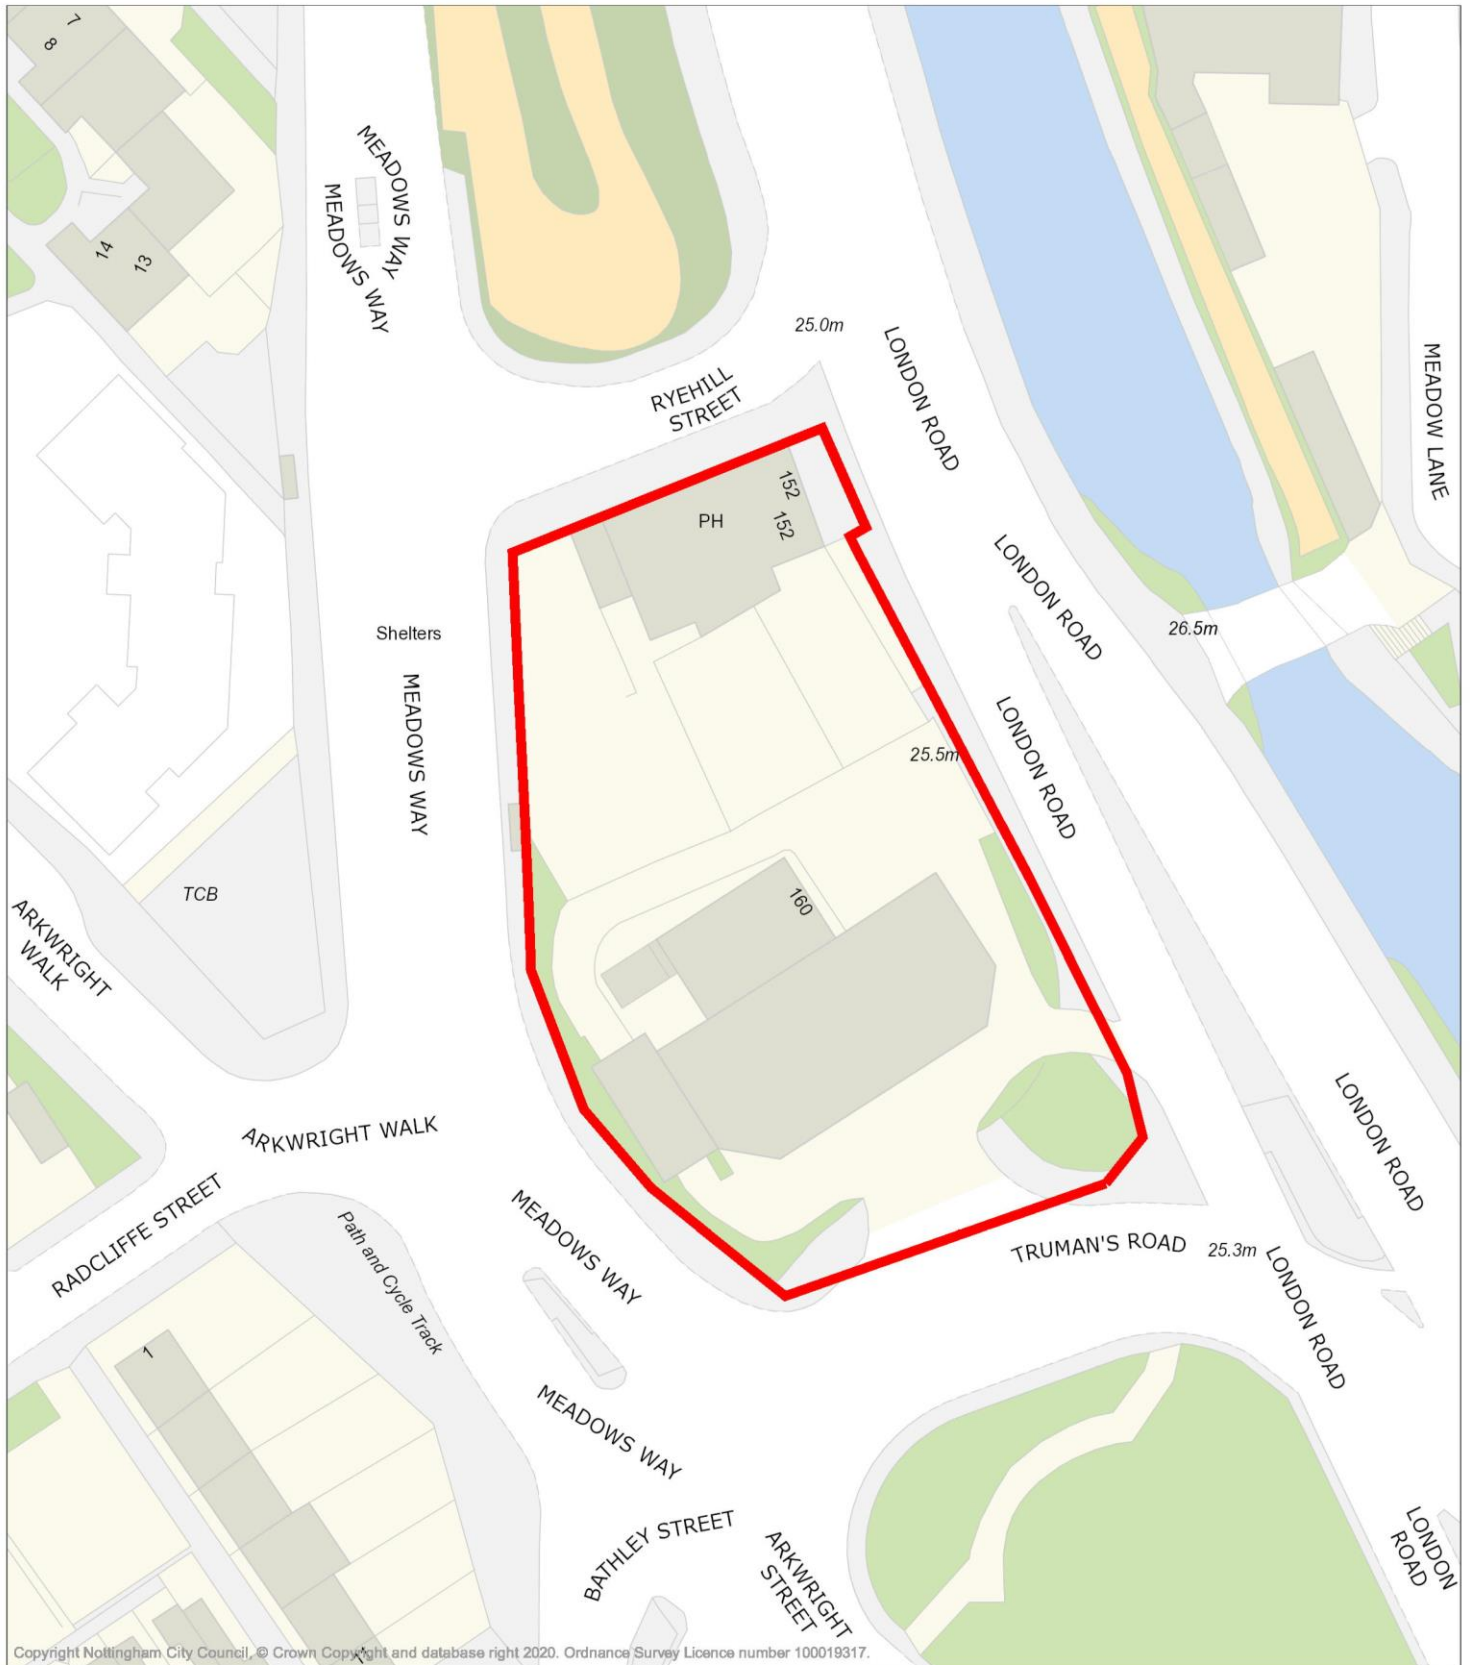 7
8
MEADOWS WAY
MEADOWS WAY
14
13
25.0m
LONDON ROAD
MEADOW LANE
RYEHILL
STREET
152
152
PH
LONDON ROAD
26.5m
Shelters
MEADOWS WAY
LONDON ROAD
25.5m
TCB
160
ARKWRIGHT
WALK
ARKWRIGHT WALK
LONDON ROAD
RADCLIFFE STREET
Path and Cycle Track
MEADOWS WAY
TRUMAN'S ROAD
25.3m
LONDON ROAD
1
MEADOWS WAY
BATHLEY STREET
ARKWRIGHT
STREET
LONDON
ROAD
Copyright Nottingham City Council, © Crown Copyright and database right 2020. Ordnance Survey Licence number 100019317.